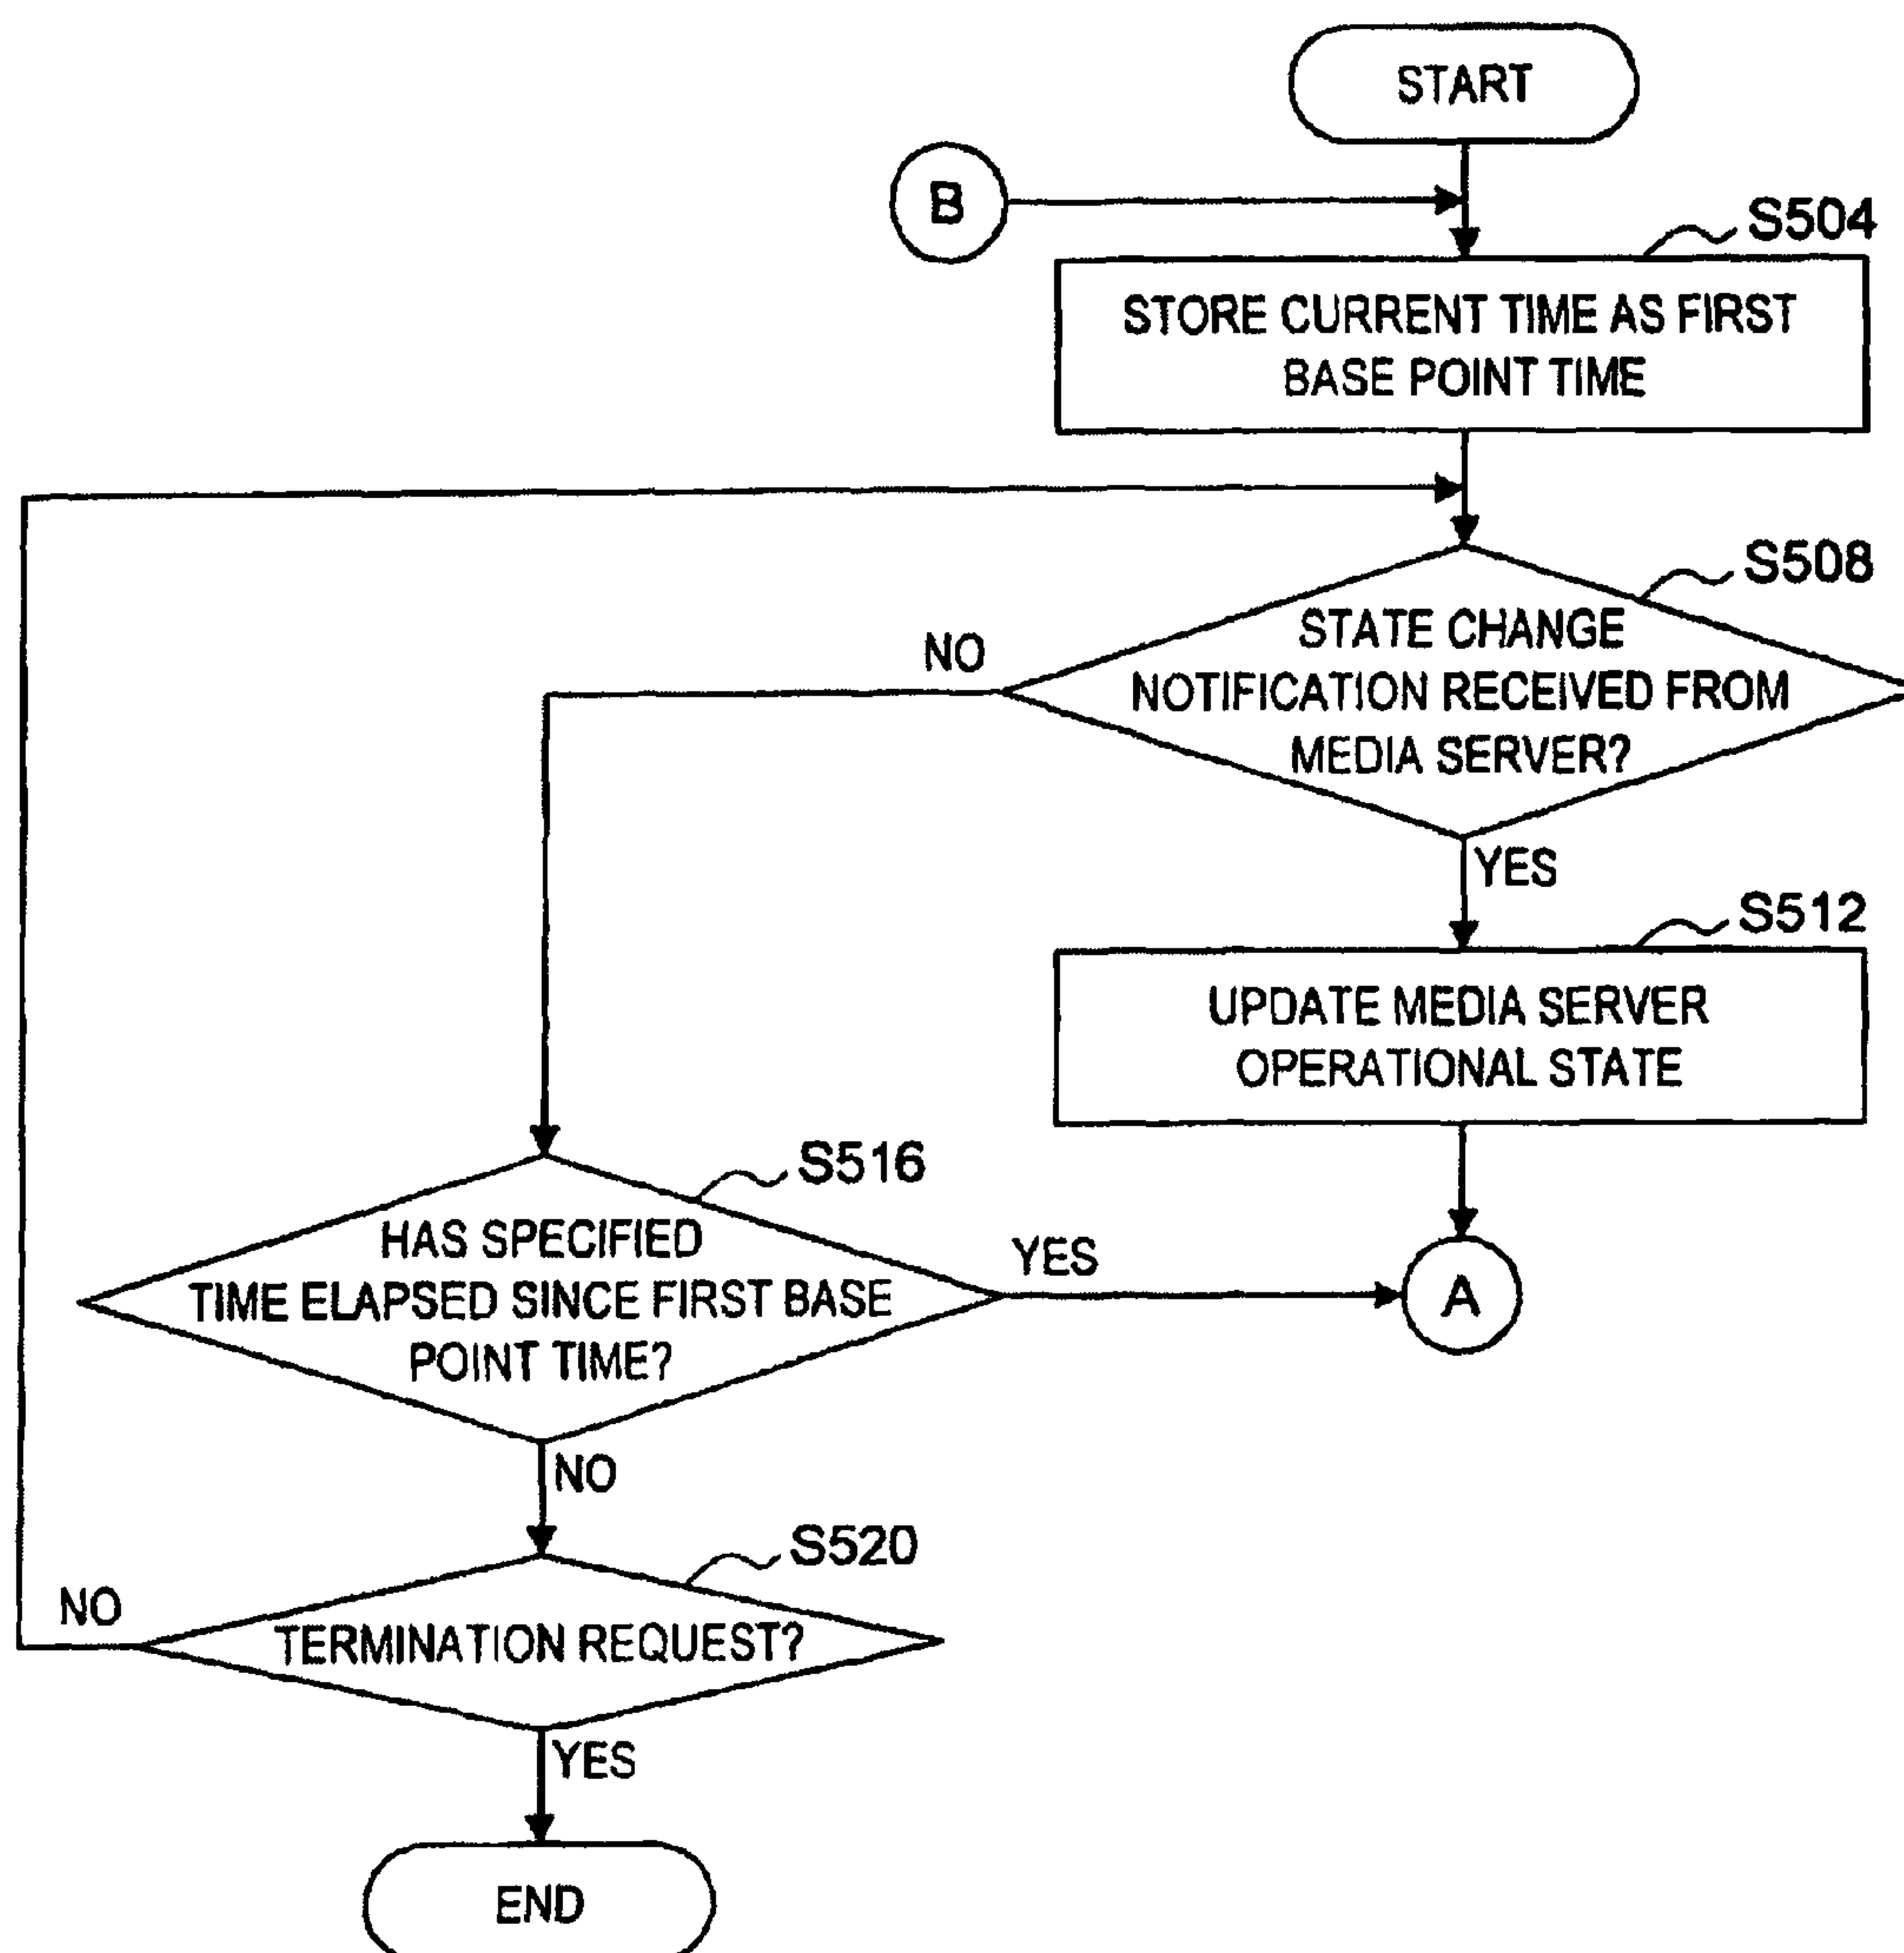 START
B
S504
STORE CURRENT TIME AS FIRST
BASE POINT TIME
S508
STATE CHANGE
NOTIFICATION RECEIVED FROM
MEDIA SERVER?
NO
YES
S512
UPDATE MEDIA SERVER
OPERATIONAL STATE
S516
HAS SPECIFIED
TIME ELAPSED SINCE FIRST BASE
POINT TIME?
YES
A
NO
S520
TERMINATION REQUEST?
NO
YES
END